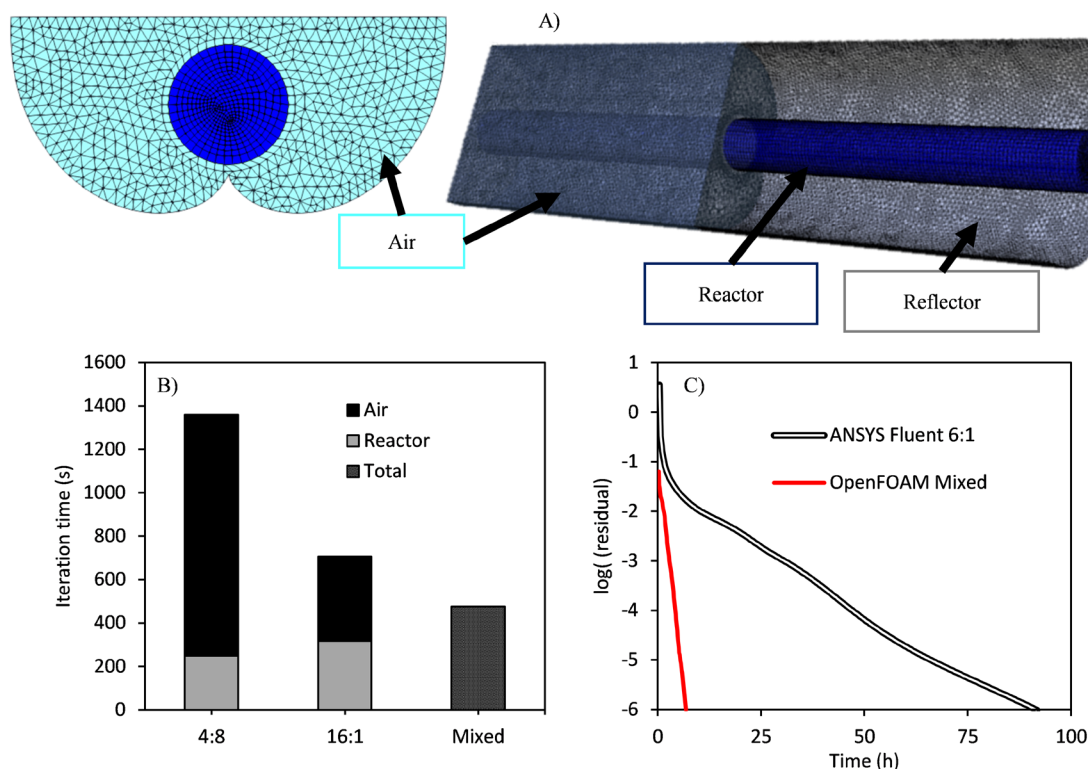 A)
Air
Reactor
Reflector
B)
1600
1400
1200
1000
800
600
400
200
0
Iteration time (s)
Air
Reactor
Total
4:8
16:1
Mixed
C)
1
0
-1
-2
-3
-4
-5
-6
log( (residual)
ANSYS Fluent 6:1
OpenFOAM Mixed
0
25
50
75
100
Time (h)